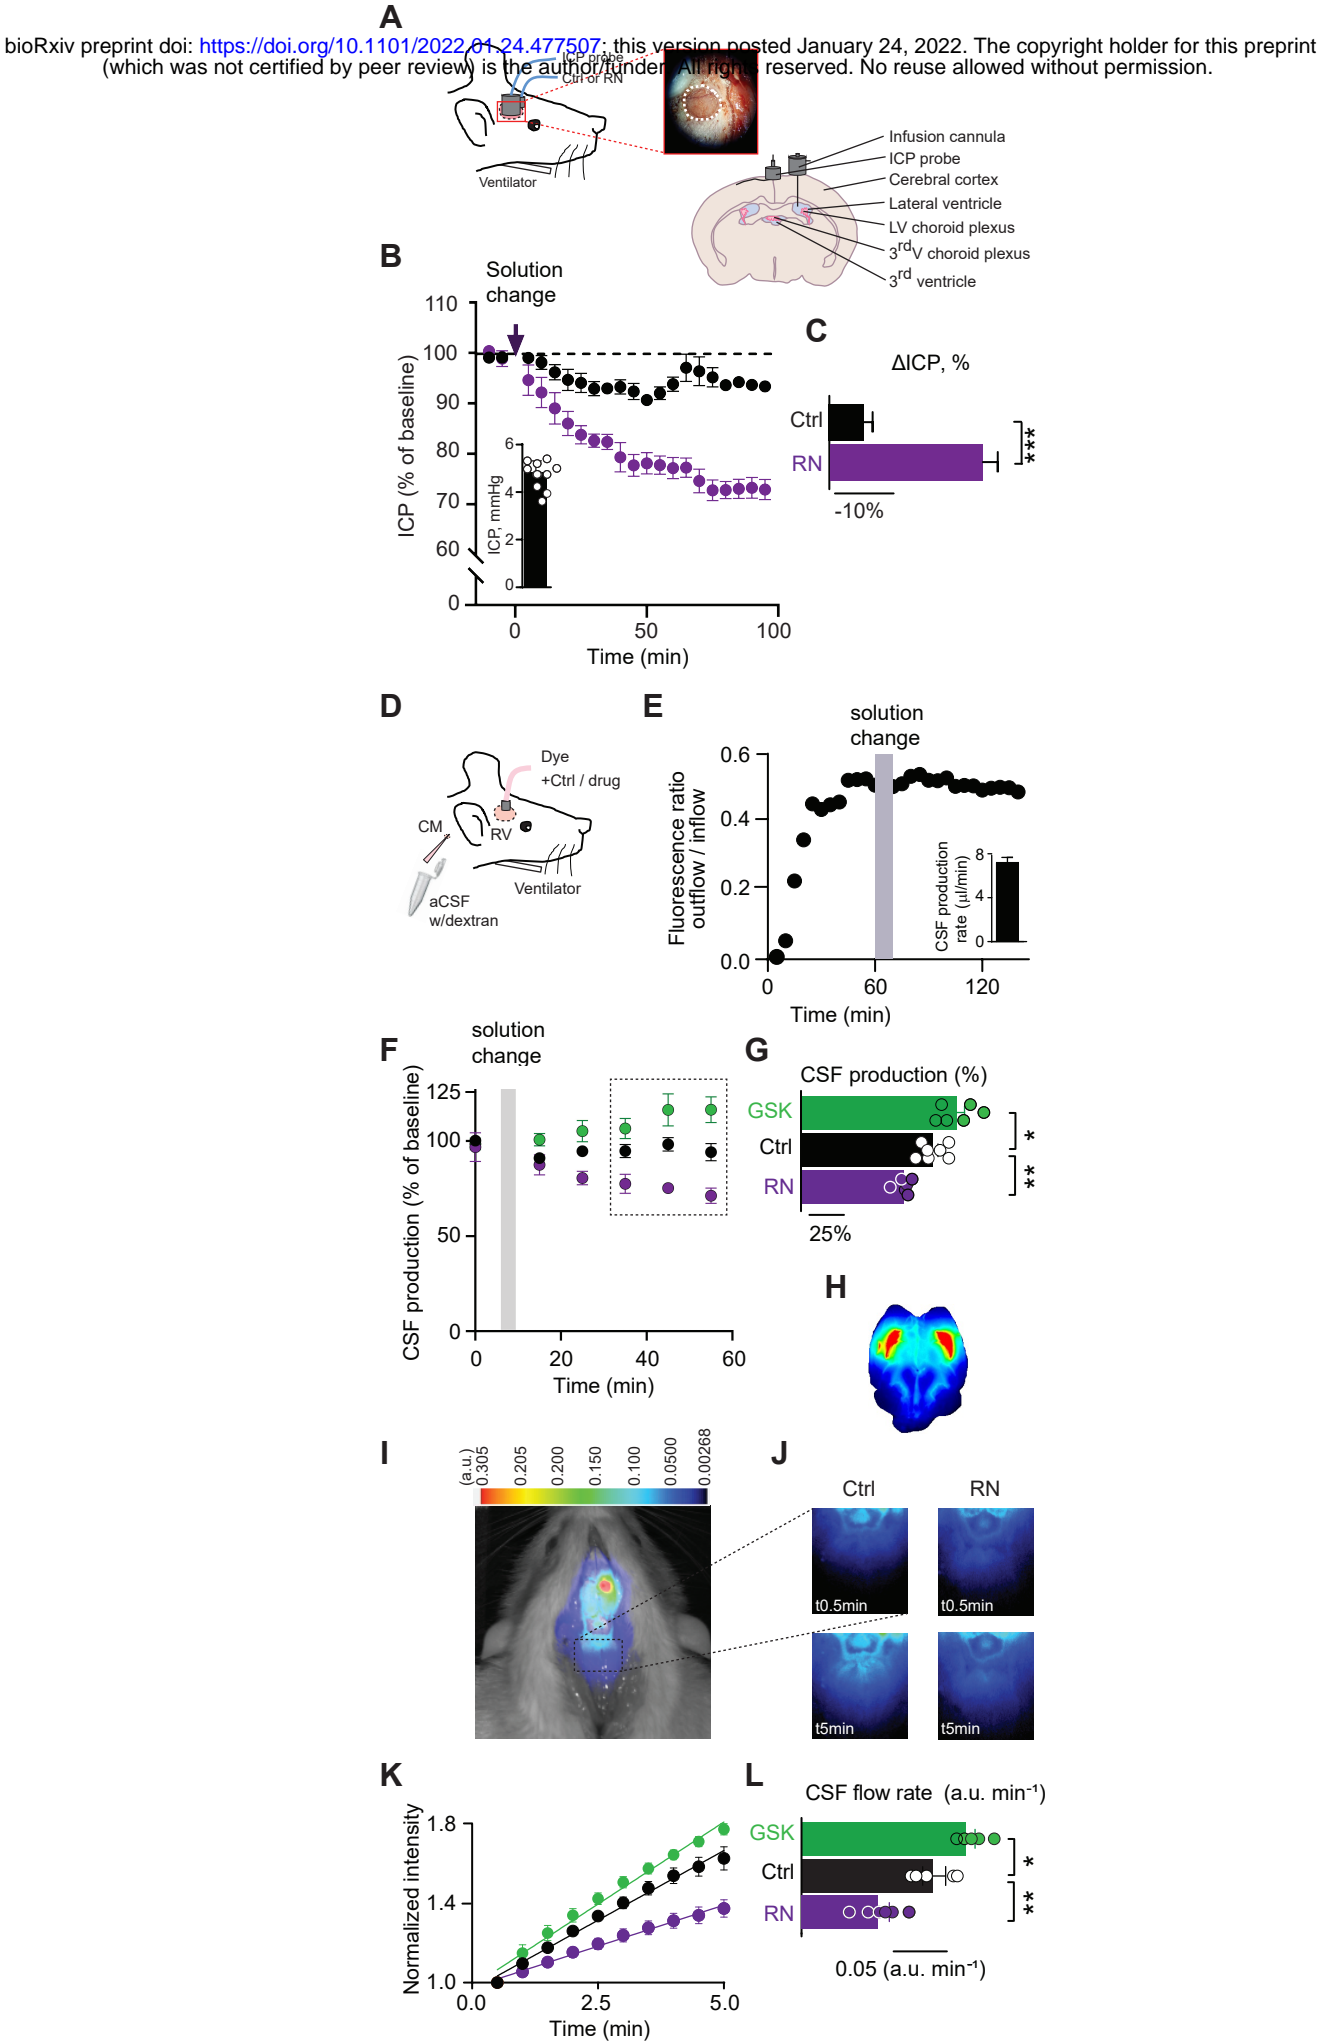 A
bioRxiv preprint doi: https://doi.org/10.1101/2022.01.24.477507; this version posted January 24, 2022. The copyright holder for this preprint
(which was not certified by peer review) is the author/funder. All rights reserved. No reuse allowed without permission.
ICP probe
Ctrl or RN
Ventilator
Infusion cannula
ICP probe
Cerebral cortex
Lateral ventricle
LV choroid plexus
3rdV choroid plexus
3rd ventricle
B
Solution
change
110
100
90
80
70
60
0
ICP (% of baseline)
6
4
2
0
ICP, mmHg
0
50
100
Time (min)
C
ΔICP, %
Ctrl
RN
***
-10%
D
Dye
+Ctrl / drug
CM
RV
Ventilator
aCSF
w/dextran
E
solution
change
Fluorescence ratio
outflow / inflow
0.6
0.4
0.2
0.0
CSF production
rate (µl/min)
8
4
0
0
60
120
Time (min)
F
solution
change
CSF production (% of baseline)
125
100
50
0
0
20
40
60
Time (min)
G
CSF production (%)
GSK
Ctrl
RN
*
**
25%
H
I
(a.u.)
0.305
0.205
0.200
0.150
0.100
0.0500
0.00268
J
Ctrl
RN
t0.5min
t0.5min
t5min
t5min
K
Normalized intensity
1.8
1.4
1.0
0.0
2.5
5.0
Time (min)
L
CSF flow rate (a.u. min⁻¹)
GSK
Ctrl
RN
*
**
0.05 (a.u. min⁻¹)